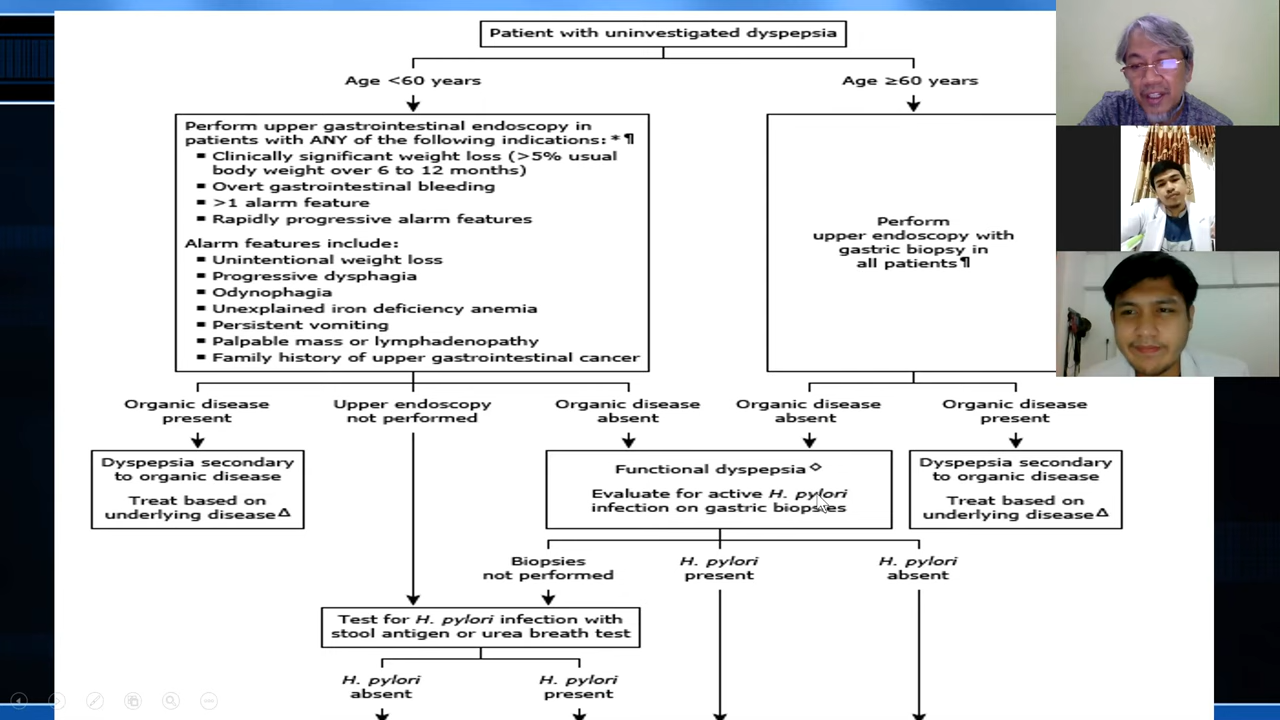 Patient with uninvestigated dyspepsia
Age <60 years
Age ≥60 years
Perform upper gastrointestinal endoscopy in
patients with ANY of the following indications:*¶
▪ Clinically significant weight loss (>5% usual
body weight over 6 to 12 months)
▪ Overt gastrointestinal bleeding
▪ >1 alarm feature
▪ Rapidly progressive alarm features
Alarm features include:
▪ Unintentional weight loss
▪ Progressive dysphagia
▪ Odynophagia
▪ Unexplained iron deficiency anemia
▪ Persistent vomiting
▪ Palpable mass or lymphadenopathy
▪ Family history of upper gastrointestinal cancer
Perform
upper endoscopy with
gastric biopsy in
all patients¶
Organic disease
present
Upper endoscopy
not performed
Organic disease
absent
Organic disease
absent
Organic disease
present
Dyspepsia secondary
to organic disease
Treat based on
underlying diseaseΔ
Functional dyspepsia◇
Evaluate for active H. pylori
infection on gastric biopsies
Dyspepsia secondary
to organic disease
Treat based on
underlying diseaseΔ
Biopsies
not performed
H. pylori
present
H. pylori
absent
Test for H. pylori infection with
stool antigen or urea breath test
H. pylori
absent
H. pylori
present